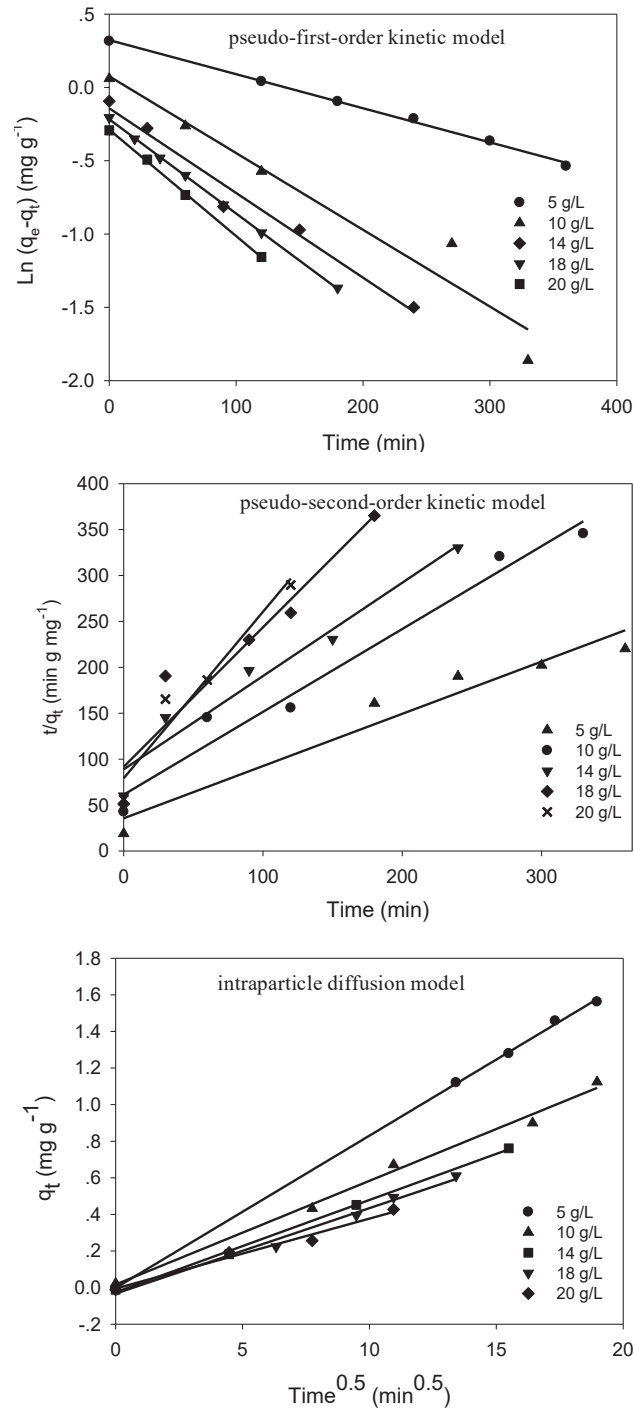 pseudo-first-order kinetic model
.5
0.0
-.5
-1.0
-1.5
-2.0
Ln (qe-qt) (mg g-1)
5 g/L
10 g/L
14 g/L
18 g/L
20 g/L
0 100 200 300 400
Time (min)
pseudo-second-order kinetic model
400
350
300
250
200
150
100
50
0
t/qt (min g mg-1)
5 g/L
10 g/L
14 g/L
18 g/L
20 g/L
0 100 200 300
Time (min)
intraparticle diffusion model
1.8
1.6
1.4
1.2
1.0
.8
.6
.4
.2
0.0
-.2
qt (mg g-1)
5 g/L
10 g/L
14 g/L
18 g/L
20 g/L
0 5 10 15 20
Time0.5 (min0.5)